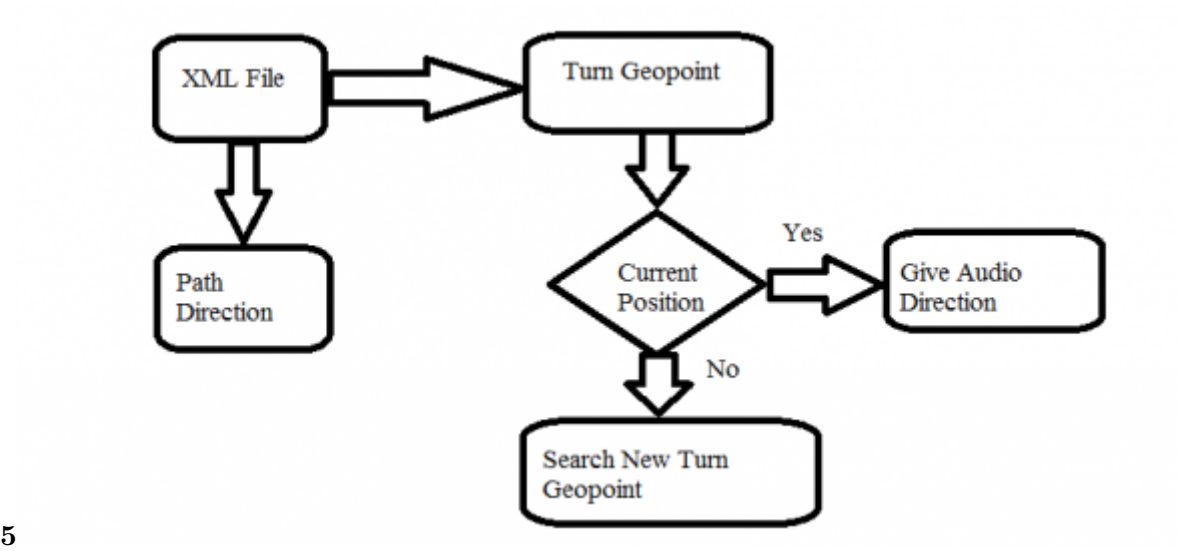 XML File
Turn Geopoint
Path
Direction
Current
Position
Yes
Give Audio
Direction
No
Search New Turn
Geopoint
5